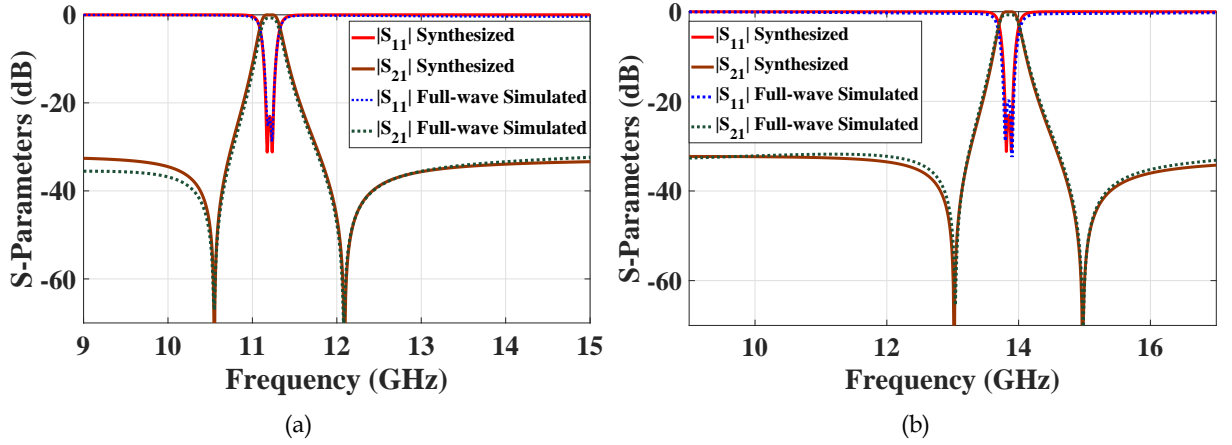 0
-20
-40
-60
S-Parameters (dB)
|S11| Synthesized
|S21| Synthesized
|S11| Full-wave Simulated
|S21| Full-wave Simulated
9 10 11 12 13 14 15
Frequency (GHz)
(a)
0
-20
-40
-60
S-Parameters (dB)
|S11| Synthesized
|S21| Synthesized
|S11| Full-wave Simulated
|S21| Full-wave Simulated
10 12 14 16
Frequency (GHz)
(b)